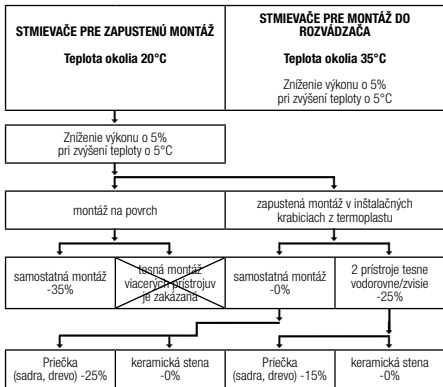 STMIEVAČE PRE ZAPUSTENÚ MONTÁŽ
Teplota okolia 20°C
STMIEVAČE PRE MONTÁŽ DO
ROZVÁDZAČA
Teplota okolia 35°C
Zníženie výkonu o 5%
pri zvýšení teploty o 5°C
Zníženie výkonu o 5%
pri zvýšení teploty o 5°C
montáž na povrch
zapustená montáž v inštalačných
krabiciach z termoplastu
samostatná montáž
-35%
tesná montáž
viacerých prístrojuv
je zakázaná
samostatná montáž
-0%
2 prístroje tesne
vodorovne/zvisie
-25%
Priečka
(sadra, drevo) -25%
keramická stena
-0%
Priečka
(sadra, drevo) -15%
keramická stena
-0%